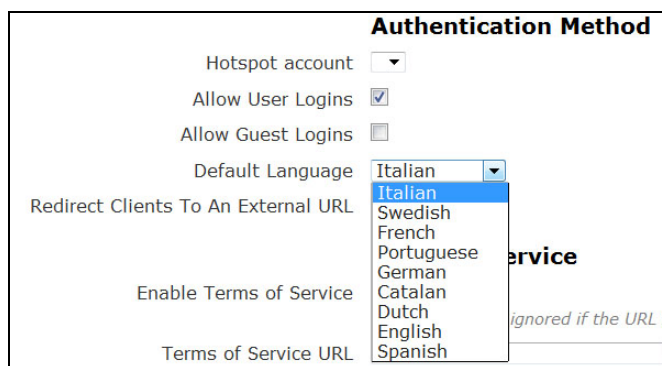 Authentication Method
Hotspot account
Allow User Logins
Allow Guest Logins
Default Language Italian
Italian
Redirect Clients To An External URL
Swedish
French
Portuguese
ervice
German
Enable Terms of Service
Catalan
Dutch
ignored if the URL
English
Terms of Service URL
Spanish